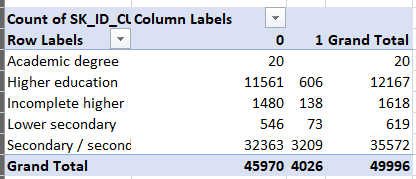 Count of SK_ID_CU Column Labels
Row Labels 0 1 Grand Total
Academic degree 20 20
Higher education 11561 606 12167
Incomplete higher 1480 138 1618
Lower secondary 546 73 619
Secondary / second 32363 3209 35572
Grand Total 45970 4026 49996